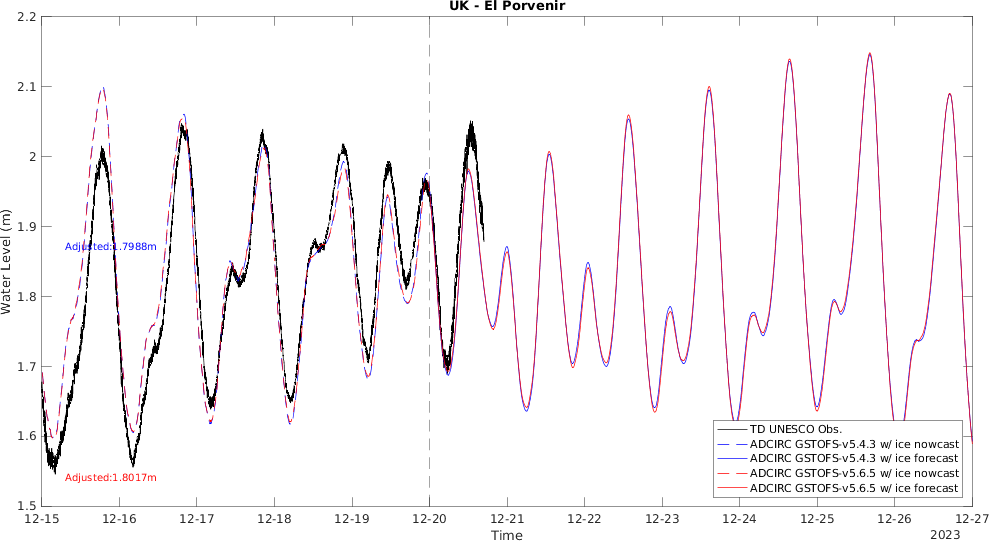 UK - El Porvenir
2.2
2.1
2
1.9
1.8
1.7
1.6
1.5
Water Level (m)
Adjusted:1.7988m
Adjusted:1.8017m
TD UNESCO Obs.
ADCIRC GSTOFS-v5.4.3 w/ ice nowcast
ADCIRC GSTOFS-v5.4.3 w/ ice forecast
ADCIRC GSTOFS-v5.6.5 w/ ice nowcast
ADCIRC GSTOFS-v5.6.5 w/ ice forecast
12-15 12-16 12-17 12-18 12-19 12-20 12-21 12-22 12-23 12-24 12-25 12-26 12-27
Time
2023